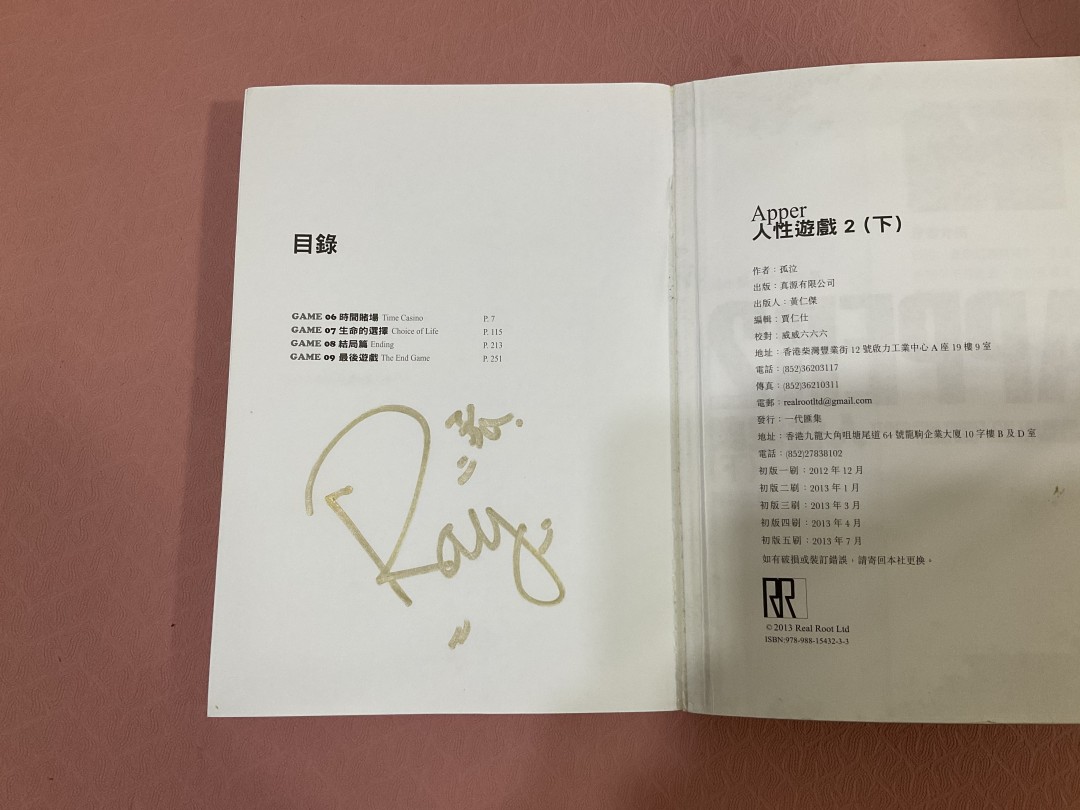 目錄
GAME 06 時間賭場 Time Casino P. 7
GAME 07 生命的選擇 Choice of Life P. 115
GAME 08 結局篇 Ending P. 213
GAME 09 最後遊戲 The End Game P. 251
Ray
Apper
人性遊戲 2 (下)
作者：孤泣
出版：真源有限公司
出版人：黃仁傑
編輯：賈仁仕
校對：威威六六六
地址：香港柴灣豐業街 12 號啟力工業中心 A 座 19 樓 9 室
電話：(852)36203117
傳真：(852)36210311
電郵：realrootltd@gmail.com
發行：一代匯集
地址：香港九龍大角咀塘尾道 64 號龍駒企業大廈 10 字樓 B 及 D 室
電話：(852)27838102
初版一刷：2012 年 12 月
初版二刷：2013 年 1 月
初版三刷：2013 年 3 月
初版四刷：2013 年 4 月
初版五刷：2013 年 7 月
如有破損或裝訂錯誤，請寄回本社更換。
RR
© 2013 Real Root Ltd
ISBN:978-988-15432-3-3